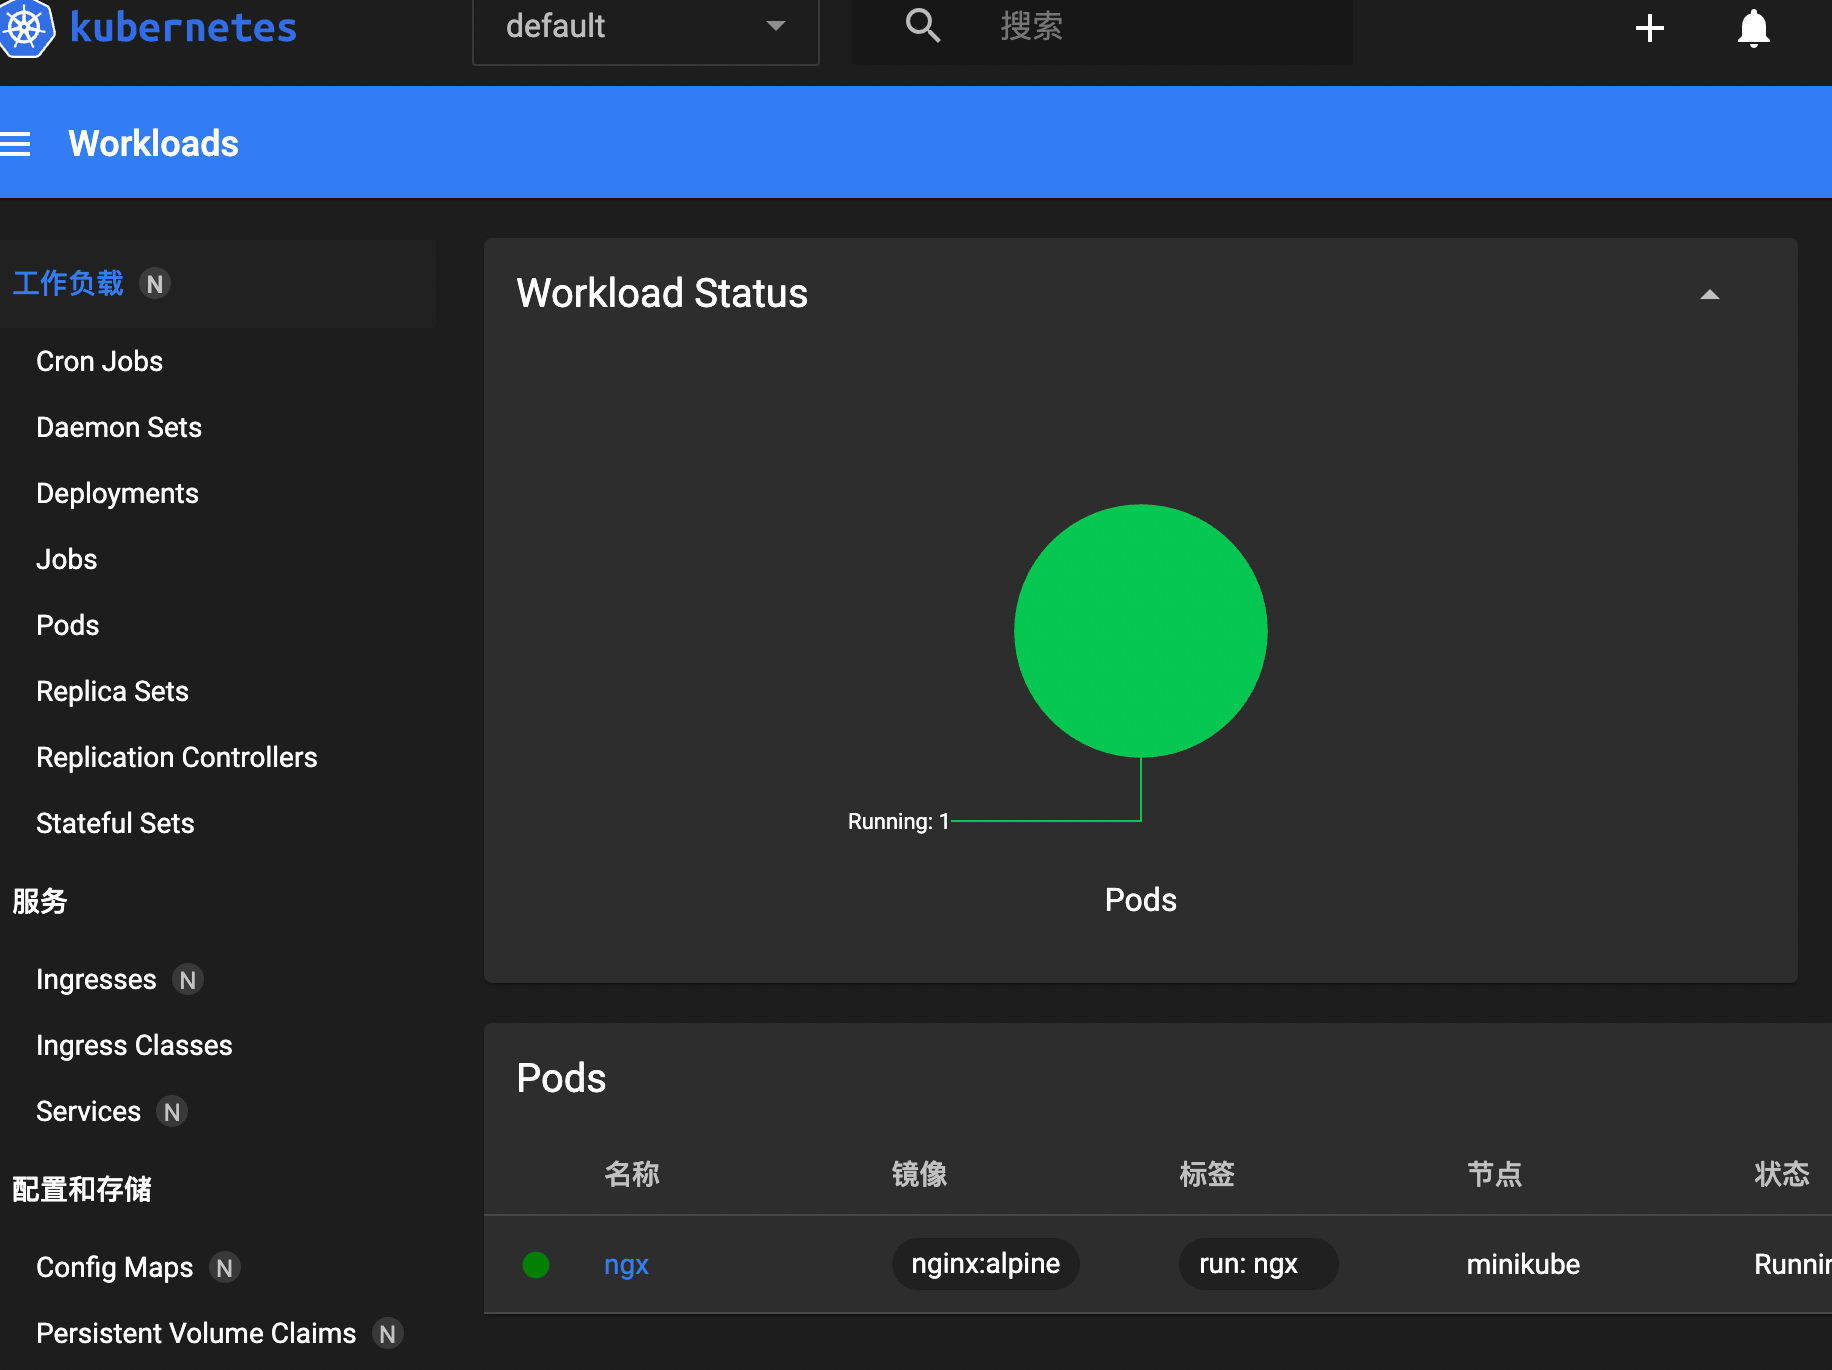 kubernetes
default
搜索
Workloads
工作负载 N
Cron Jobs
Daemon Sets
Deployments
Jobs
Pods
Replica Sets
Replication Controllers
Stateful Sets
服务
Ingresses N
Ingress Classes
Services N
配置和存储
Config Maps N
Persistent Volume Claims N
Workload Status
Running: 1
Pods
Pods
名称 镜像 标签 节点 状态
ngx nginx:alpine run: ngx minikube Runnin